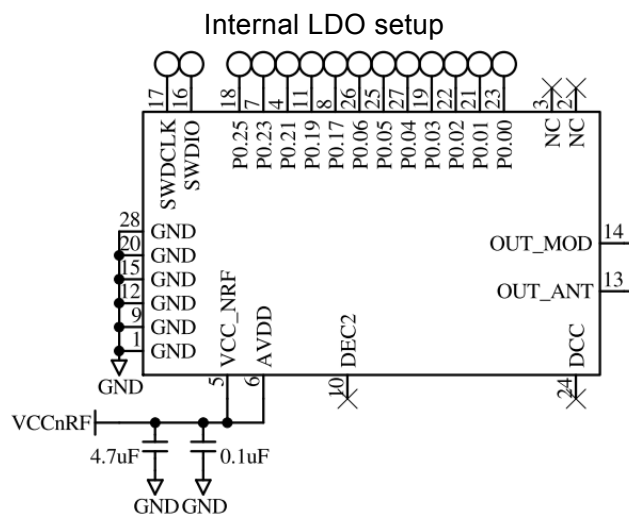 Internal LDO setup
17 16 18 7 4 11 8 26 25 27 19 22 21 23 3 2
SWDCLK SWDIO P0.25 P0.23 P0.21 P0.19 P0.17 P0.06 P0.05 P0.04 P0.03 P0.02 P0.01 P0.00 NC NC
28 GND
20 GND
OUT_MOD 14
15 GND
12 GND
OUT_ANT 13
9 GND
1 GND
VCC_NRF AVDD DEC2 DCC
GND
5 6 10 24
VCCnRF
4.7uF 0.1uF
GND GND